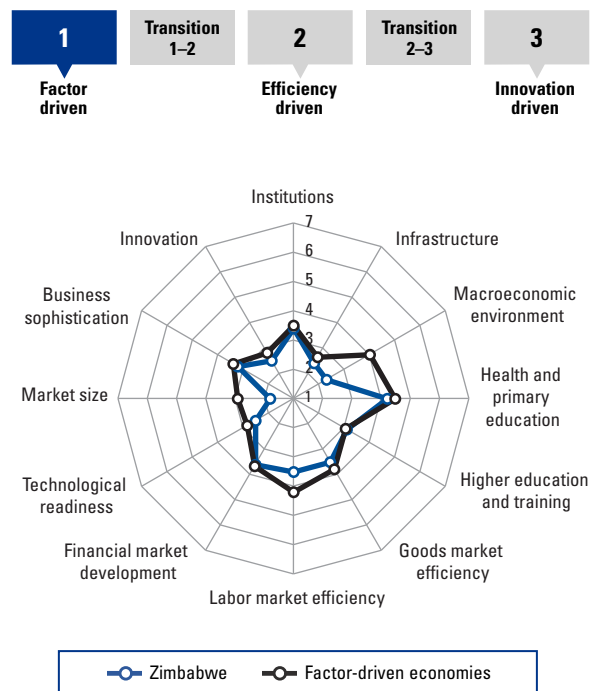 1
Transition
1–2
2
Transition
2–3
3
Factor
driven
Efficiency
driven
Innovation
driven
Institutions
7
6
5
4
3
2
1
Innovation
Infrastructure
Business
sophistication
Macroeconomic
environment
Market size
Health and
primary
education
Technological
readiness
Higher education
and training
Financial market
development
Goods market
efficiency
Labor market efficiency
Zimbabwe
Factor-driven economies